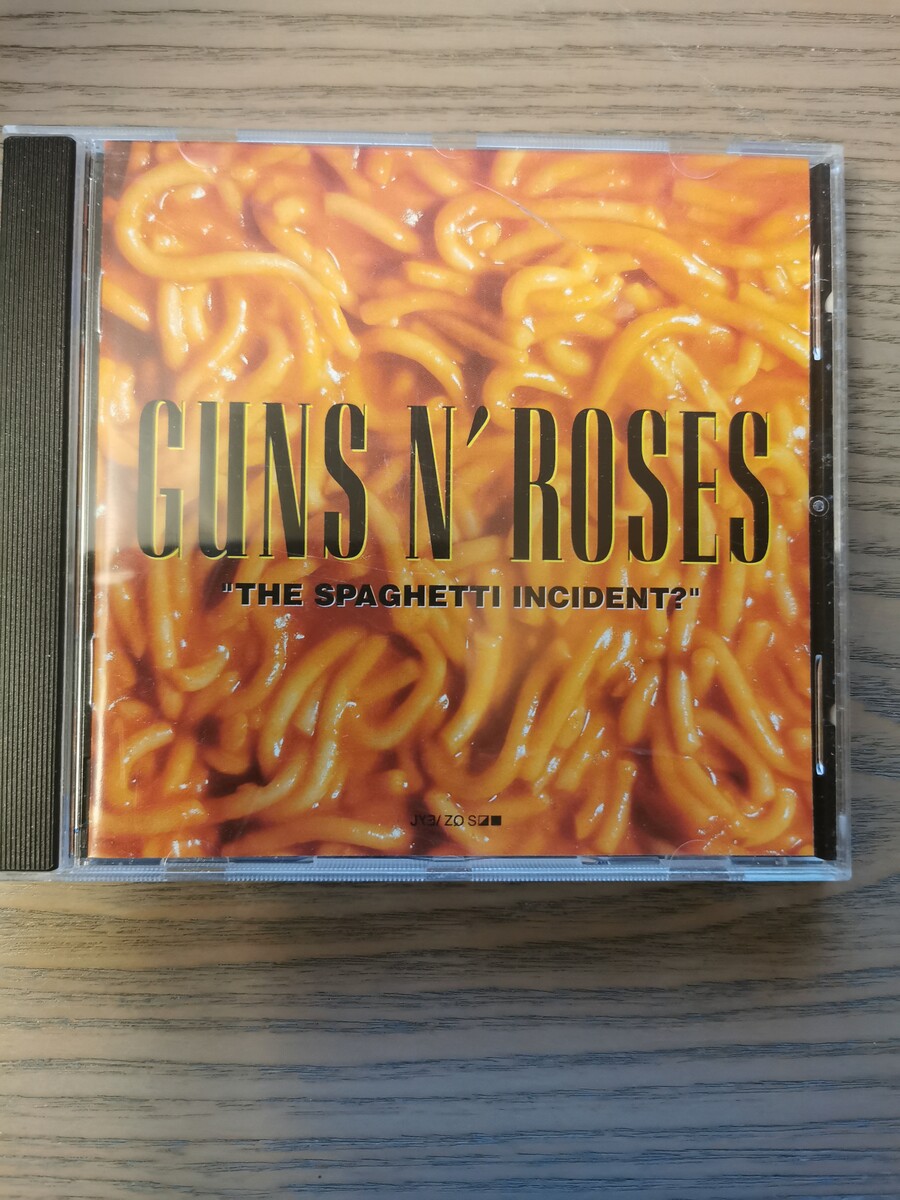 GUNS N' ROSES
"THE SPAGHETTI INCIDENT?"